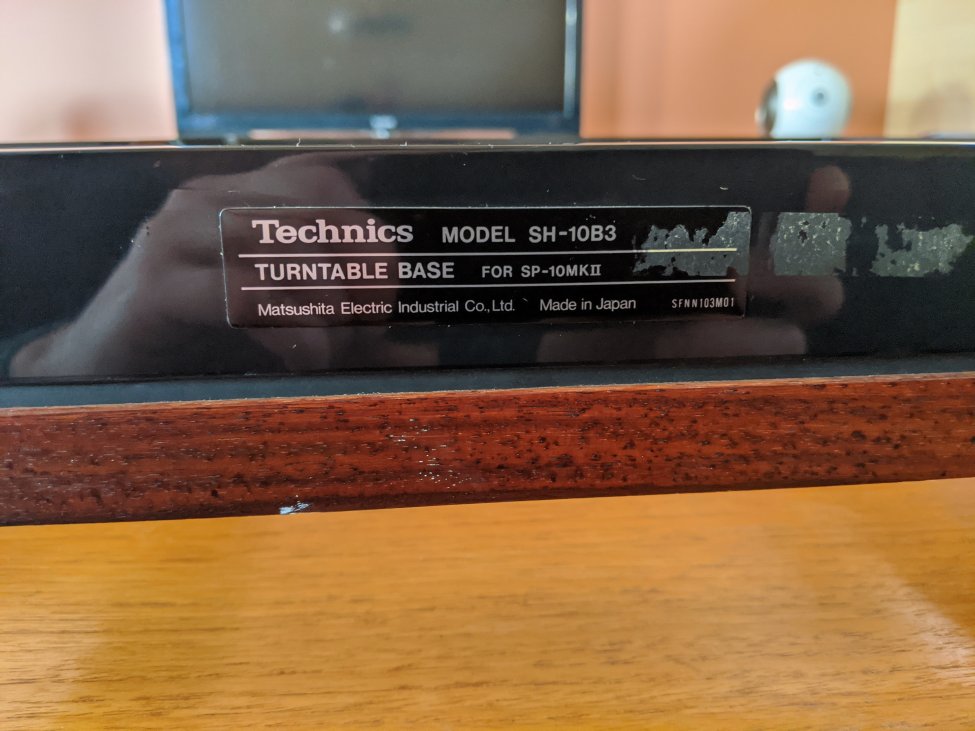 Technics MODEL SH-10B3
TURNTABLE BASE FOR SP-10MKII
Matsushita Electric Industrial Co., Ltd. Made in Japan SFNN103M01